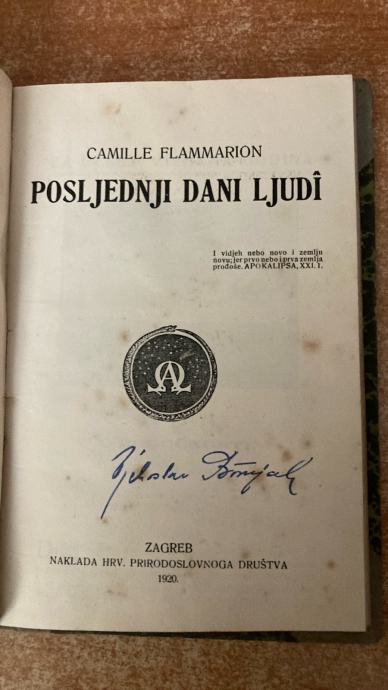 CAMILLE FLAMMARION
POSLJEDNJI DANI LJUDÎ
I vidjeh nebo novo i zemlju
novu; jer prvo nebo i prva zemlja
prođoše. APOKALIPSA, XXI. 1.
ΑΩ
ZAGREB
NAKLADA HRV. PRIRODOSLOVNOGA DRUŠTVA
1920.